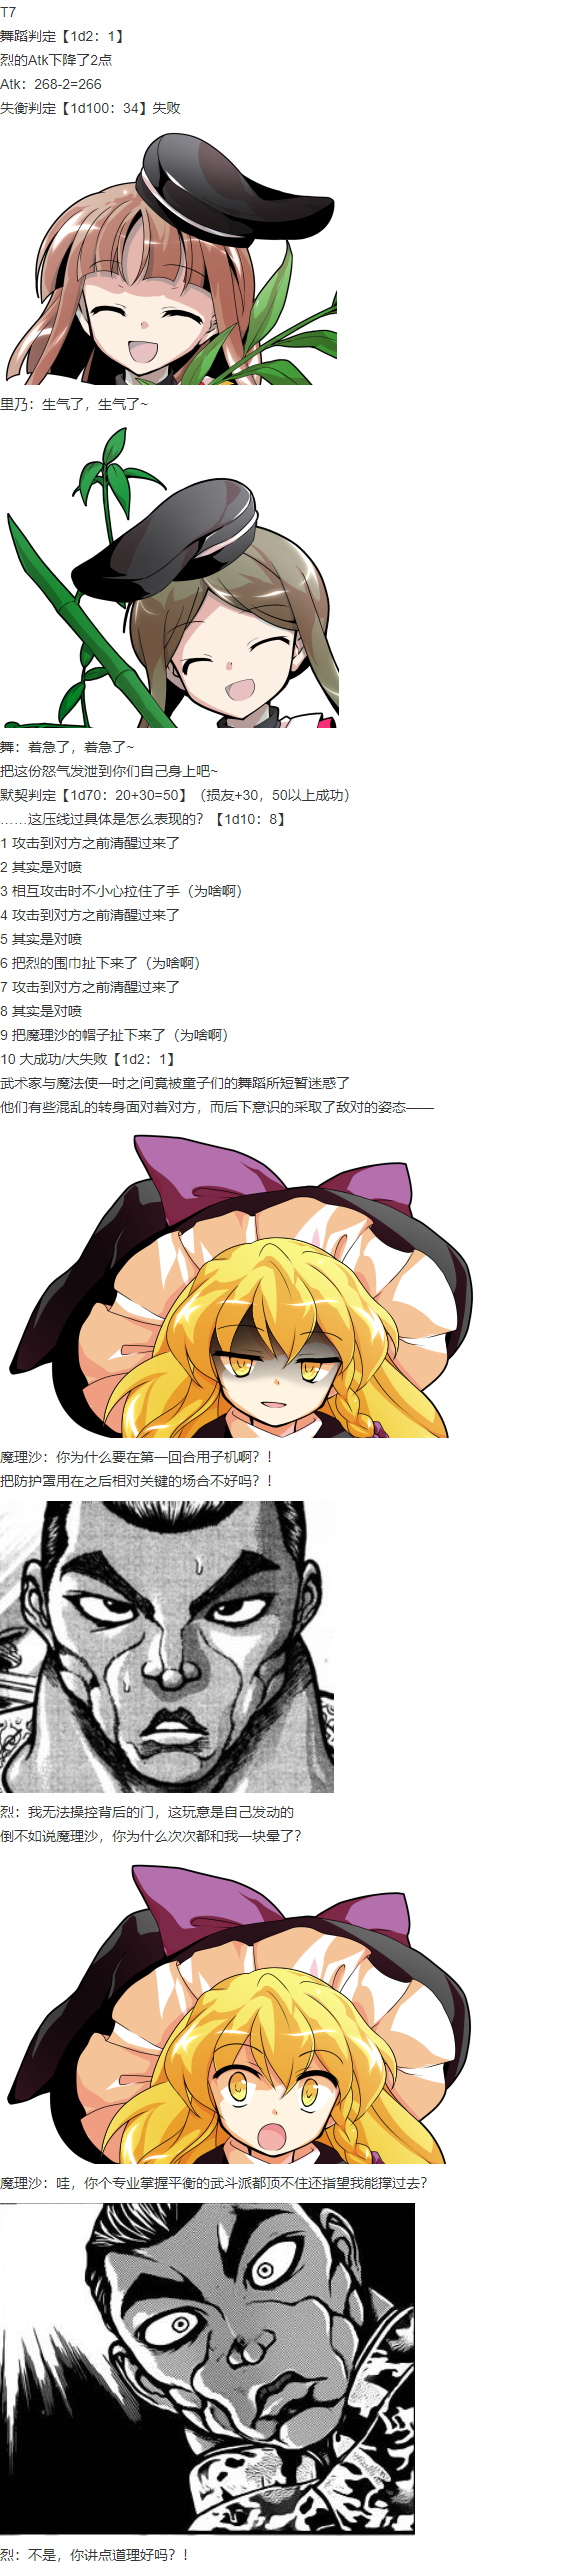 T7
舞蹈判定【1d2：1】
烈的Atk下降了2点
Atk：268-2=266
失衡判定【1d100：34】失败
里乃：生气了，生气了~
舞：着急了，着急了~
把这份怒气发泄到你们自己身上吧~
默契判定【1d70：20+30=50】（损友+30，50以上成功）
……这压线过具体是怎么表现的？【1d10：8】
1 攻击到对方之前清醒过来了
2 其实是对喷
3 相互攻击时不小心拉住了手（为啥啊）
4 攻击到对方之前清醒过来了
5 其实是对喷
6 把烈的围巾扯下来了（为啥啊）
7 攻击到对方之前清醒过来了
8 其实是对喷
9 把魔理沙的帽子扯下来了（为啥啊）
10 大成功/大失败【1d2：1】
武术家与魔法使一时之间竟被童子们的舞蹈所短暂迷惑了
他们有些混乱的转身面对着对方，而后下意识的采取了敌对的姿态——
魔理沙：你为什么要在第一回合用子机啊？！
把防护罩用在之后相对关键的场合不好吗？！
烈：我无法操控背后的门，这玩意是自己发动的
倒不如说魔理沙，你为什么次次都和我一块晕了？
魔理沙：哇，你个专业掌握平衡的武斗派都顶不住还指望我能撑过去？
烈：不是，你讲点道理好吗？！